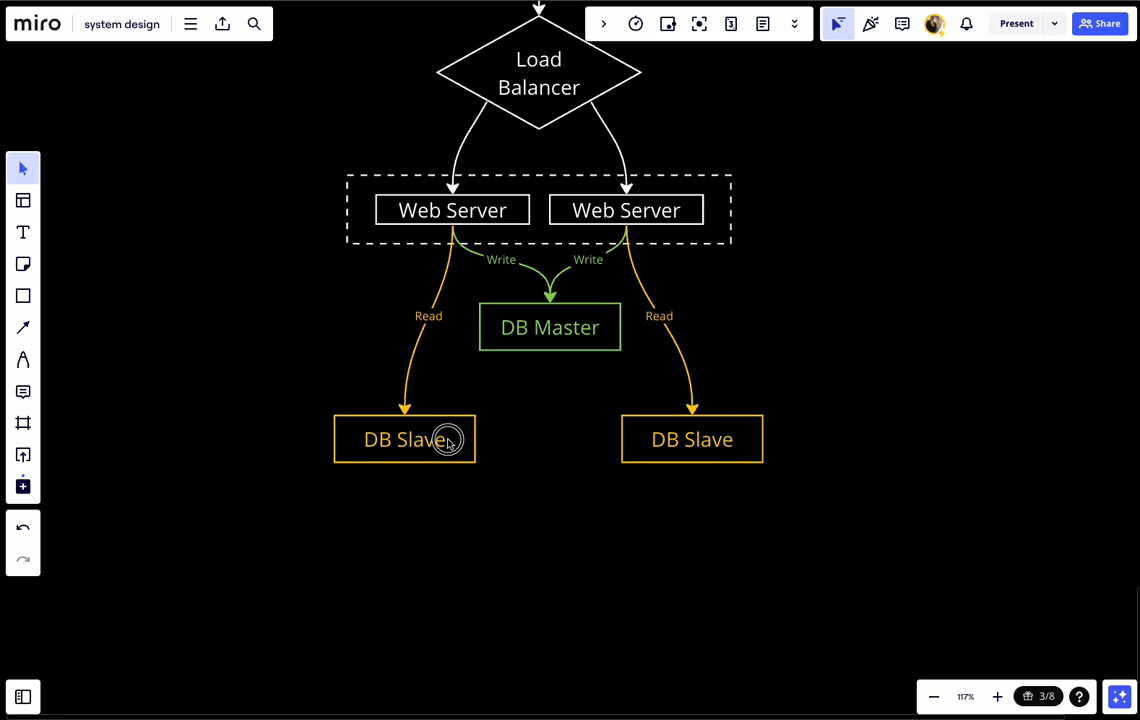 miro
system design
3
Present
Share
Load
Balancer
Web Server
Web Server
Write
Write
Read
Read
DB Master
DB Slave
DB Slave
117%
3/8
?